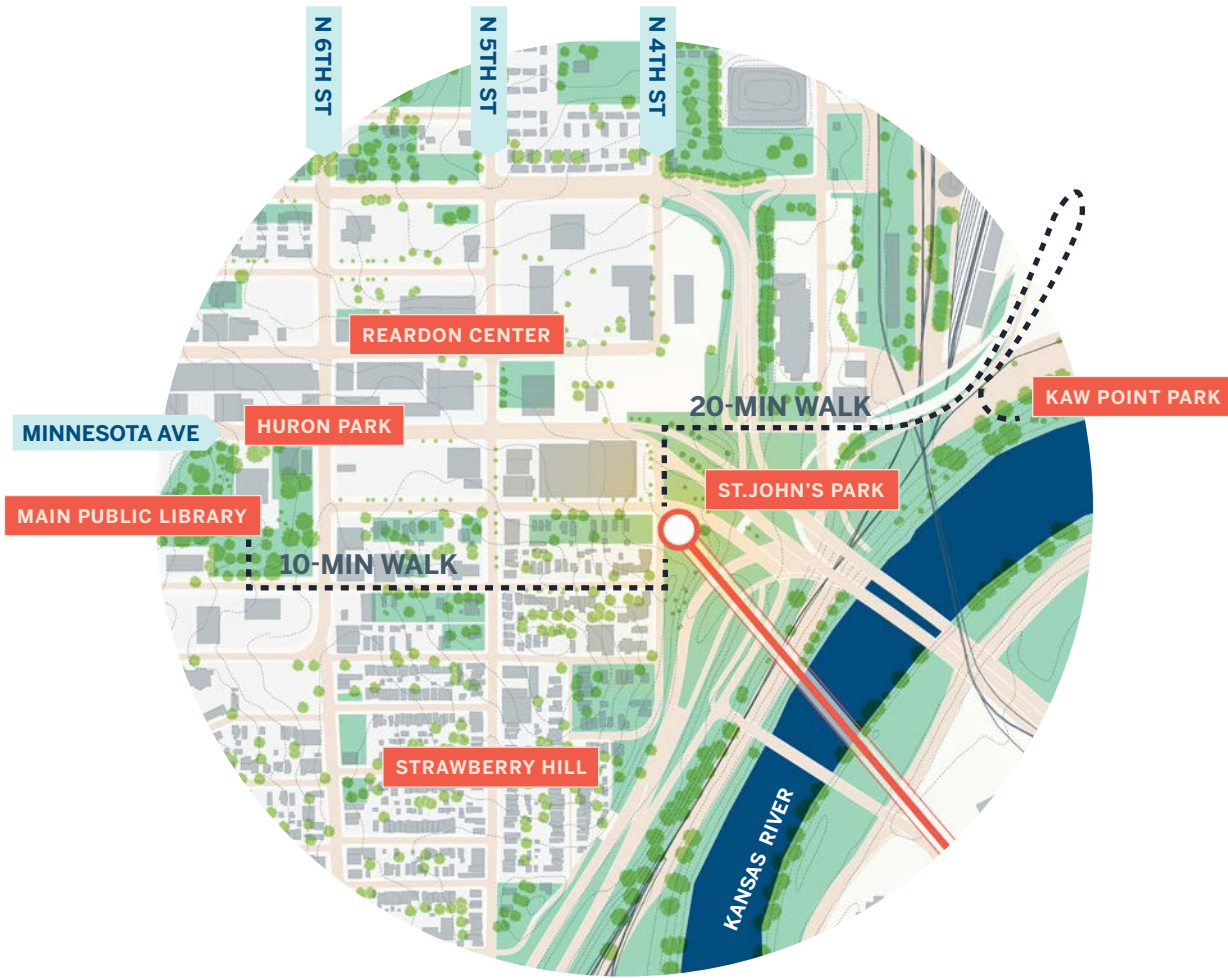 N 6TH ST
N 5TH ST
N 4TH ST
REARDON CENTER
KAW POINT PARK
20-MIN WALK
HURON PARK
MINNESOTA AVE
ST.JOHN'S PARK
MAIN PUBLIC LIBRARY
10-MIN WALK
STRAWBERRY HILL
KANSAS RIVER